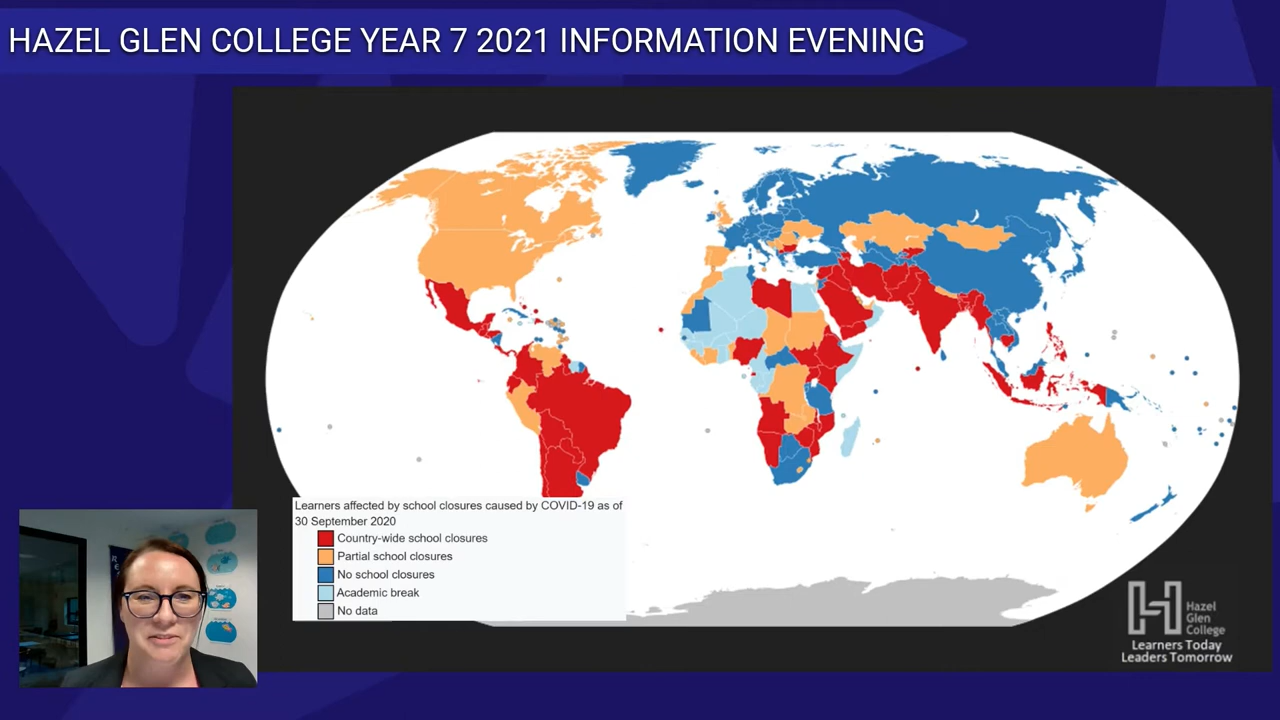 HAZEL GLEN COLLEGE YEAR 7 2021 INFORMATION EVENING
Learners affected by school closures caused by COVID-19 as of
30 September 2020
Country-wide school closures
Partial school closures
No school closures
Academic break
No data
Hazel
Glen
College
Learners Today
Leaders Tomorrow